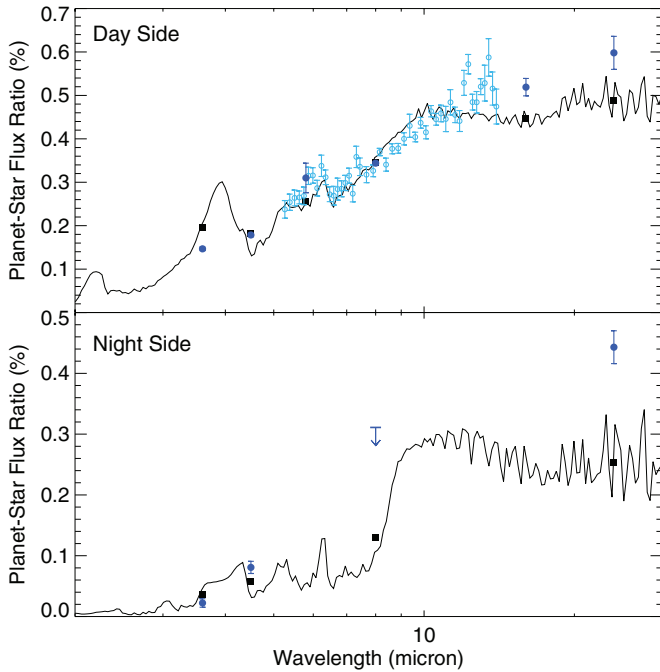 Day Side
Planet-Star Flux Ratio (%)
0.7
0.6
0.5
0.4
0.3
0.2
0.1
Night Side
Planet-Star Flux Ratio (%)
0.5
0.4
0.3
0.2
0.1
0.0
10
Wavelength (micron)